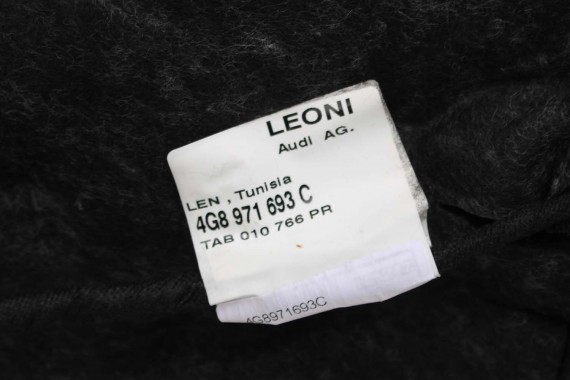 LEONI
Audi AG.
LEN , Tunisia
4G8 971 693 C
TAB 010 766 PR
4G8971693C